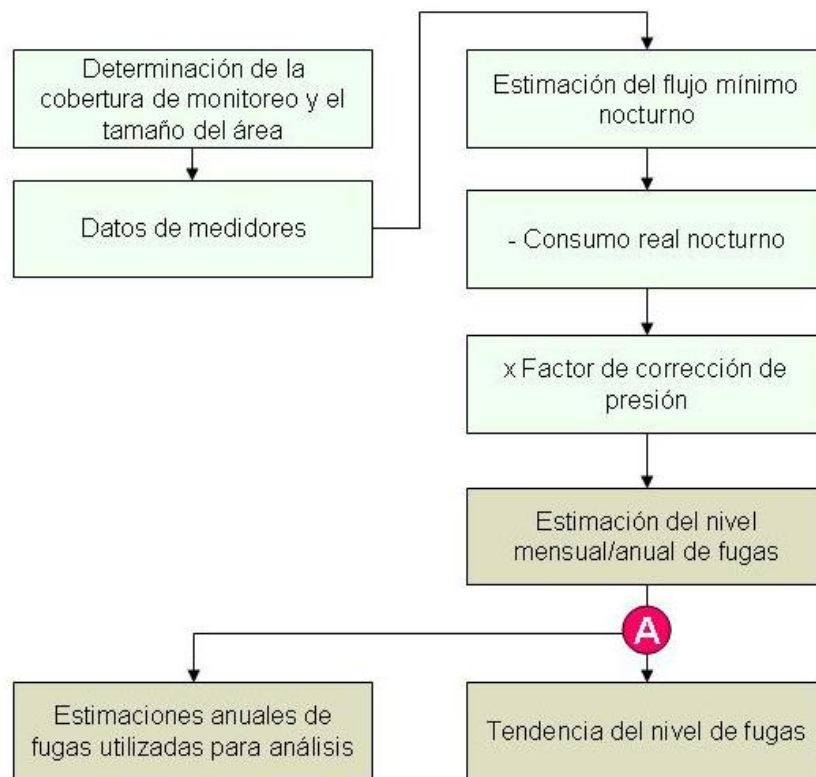 Determinación de la
cobertura de monitoreo y el
tamaño del área
Datos de medidores
Estimación del flujo mínimo
nocturno
- Consumo real nocturno
x Factor de corrección de
presión
Estimación del nivel
mensual/anual de fugas
A
Estimaciones anuales de
fugas utilizadas para análisis
Tendencia del nivel de fugas